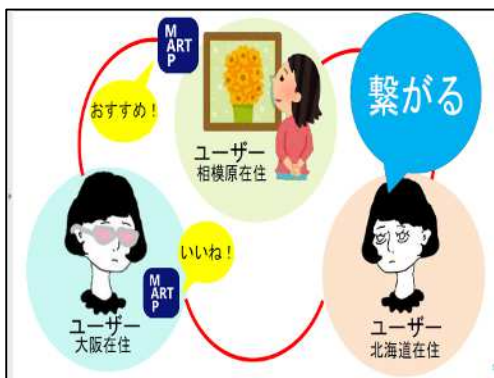 M
ART
P
おすすめ！
繋がる
ユーザー
相模原在住
いいね！
M
ART
P
ユーザー
大阪在住
ユーザー
北海道在住